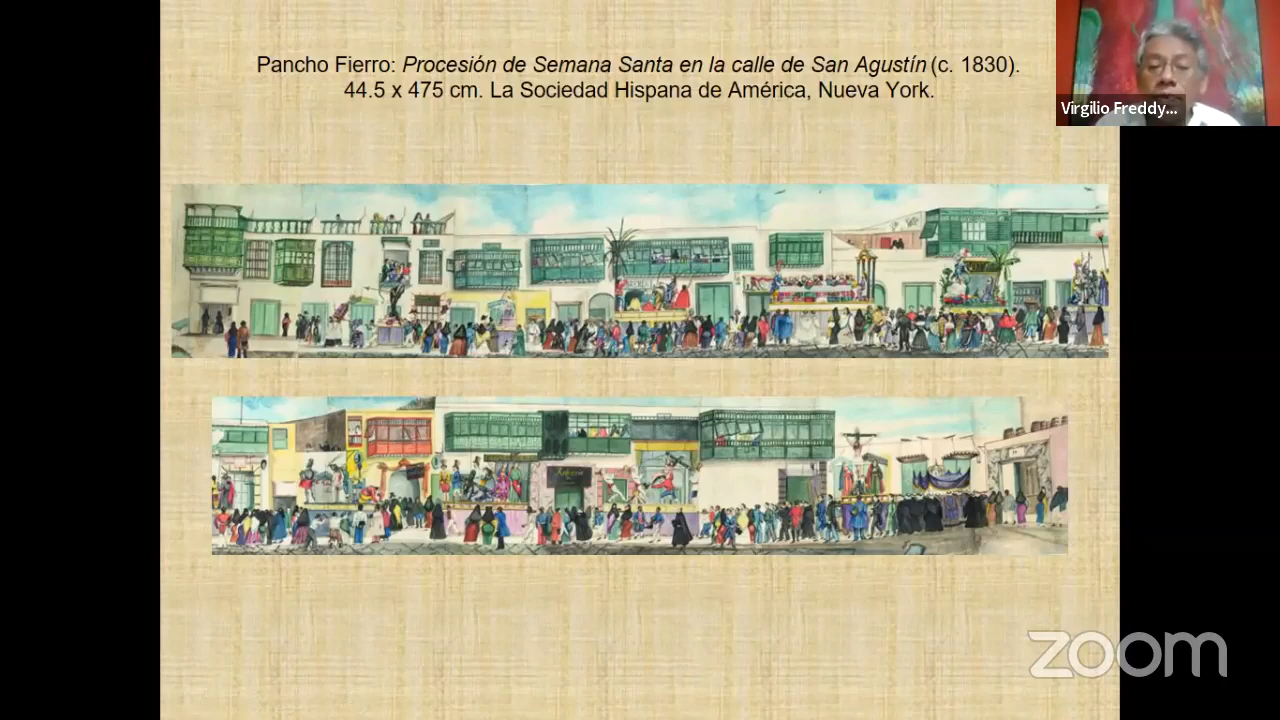 Pancho Fierro: Procesión de Semana Santa en la calle de San Agustín (c. 1830).
44.5 x 475 cm. La Sociedad Hispana de América, Nueva York.
Virgilio Freddy...
zoom